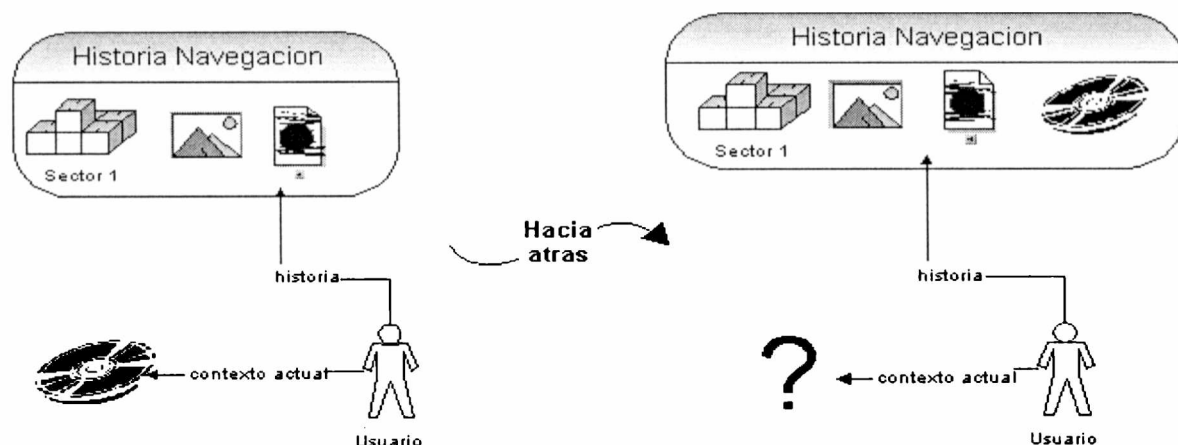 Historia Navegacion
Sector 1
historia
contexto actual
Usuario
Hacia
atras
Historia Navegacion
Sector 1
historia
?
contexto actual
Usuario